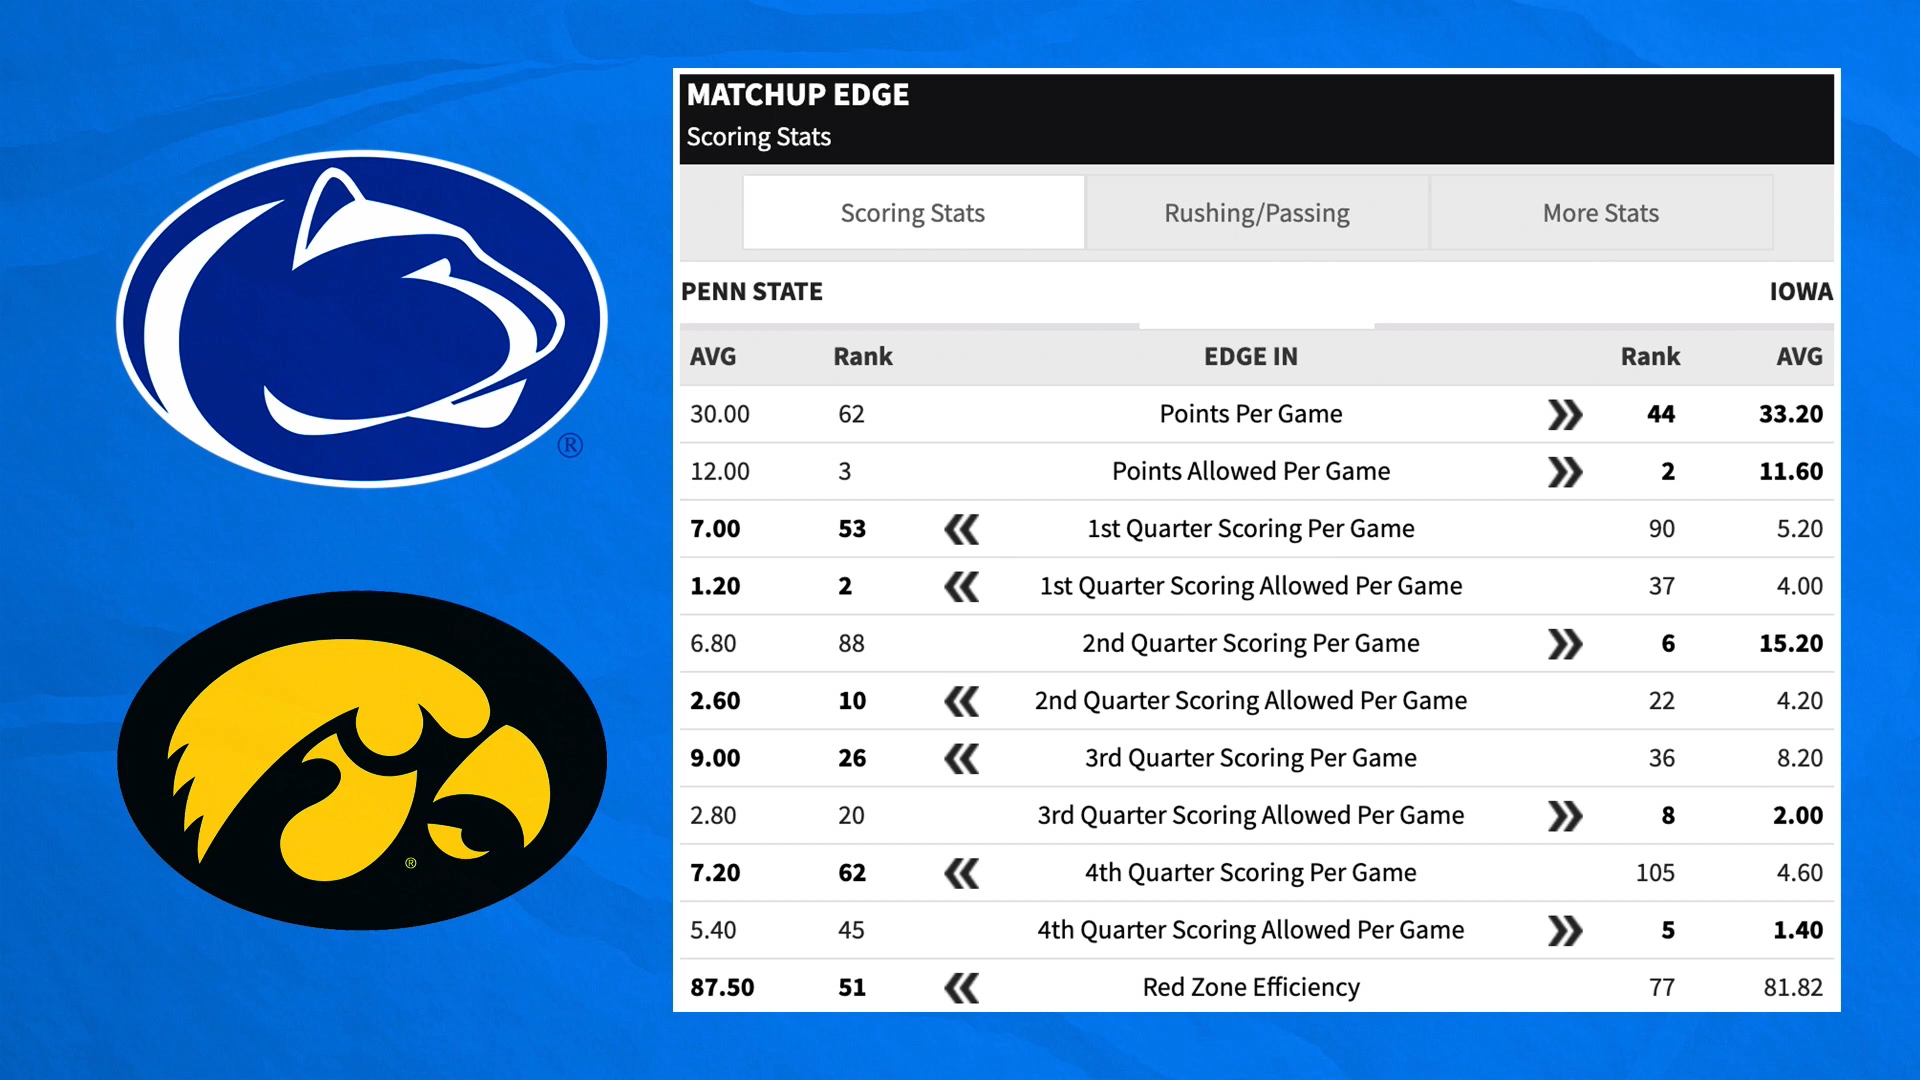 MATCHUP EDGE
Scoring Stats
Scoring Stats Rushing/Passing More Stats
PENN STATE IOWA
AVG Rank EDGE IN Rank AVG
30.00 62 Points Per Game 44 33.20
12.00 3 Points Allowed Per Game 2 11.60
7.00 53 1st Quarter Scoring Per Game 90 5.20
1.20 2 1st Quarter Scoring Allowed Per Game 37 4.00
6.80 88 2nd Quarter Scoring Per Game 6 15.20
2.60 10 2nd Quarter Scoring Allowed Per Game 22 4.20
9.00 26 3rd Quarter Scoring Per Game 36 8.20
2.80 20 3rd Quarter Scoring Allowed Per Game 8 2.00
7.20 62 4th Quarter Scoring Per Game 105 4.60
5.40 45 4th Quarter Scoring Allowed Per Game 5 1.40
87.50 51 Red Zone Efficiency 77 81.82
®
®